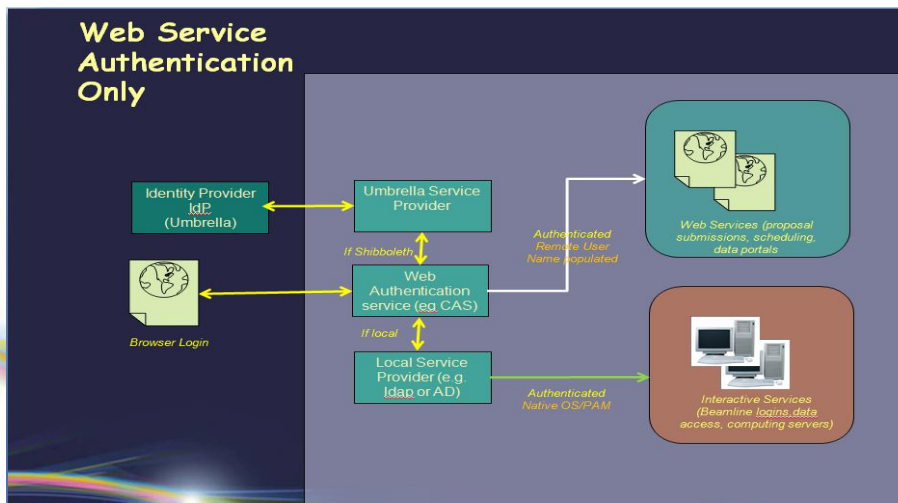 Web Service
Authentication
Only
Identity Provider
IdP
(Umbrella)
Umbrella Service
Provider
If Shibboleth
Web
Authentication
service (eg CAS)
Browser Login
If local
Local Service
Provider (e.g.
ldap or AD)
Authenticated
Remote User
Name populated
Web Services (proposal
submissions, scheduling,
data portals
Authenticated
Native OS/PAM
Interactive Services
(Beamline logins,data
access, computing servers)